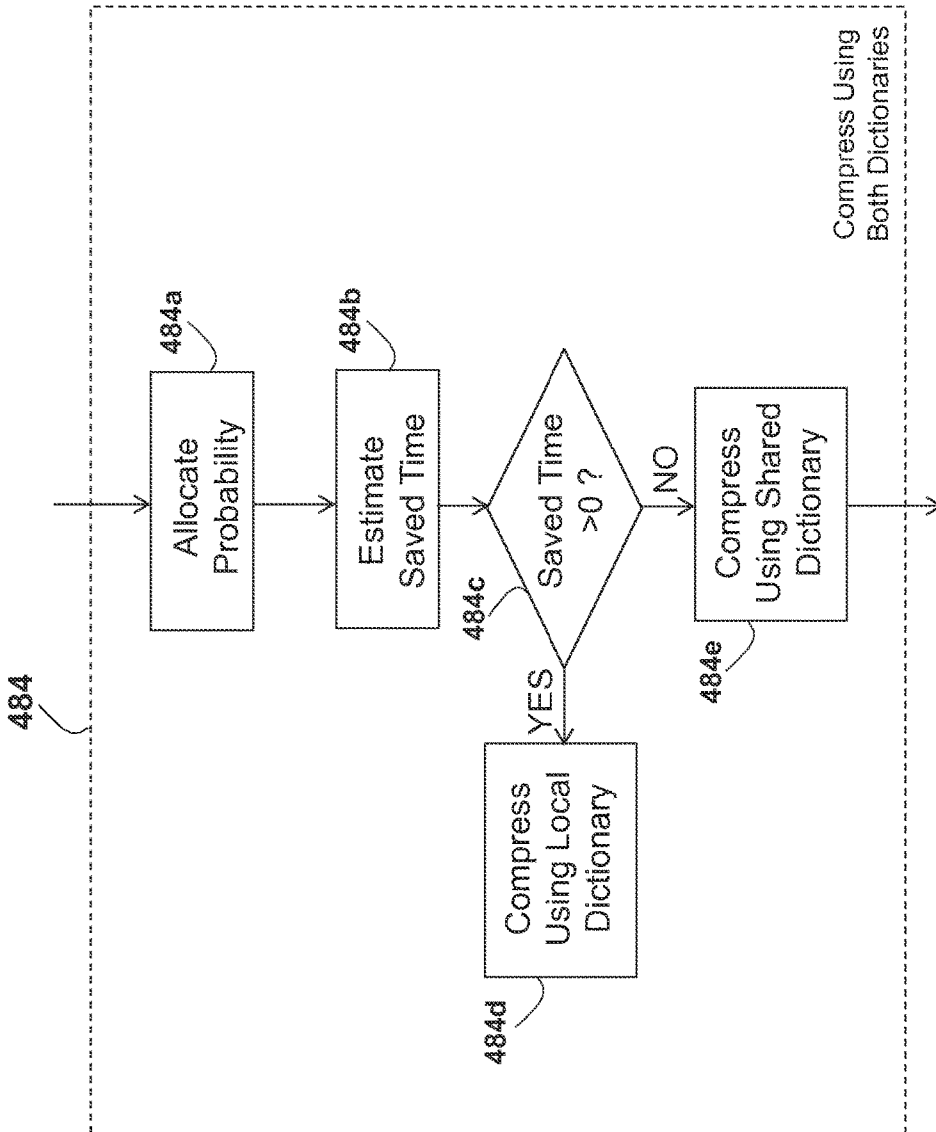 484
484a
Allocate
Probability
484b
Estimate
Saved Time
484c
Saved Time
>0 ?
YES
NO
484d
Compress
Using Local
Dictionary
484e
Compress
Using Shared
Dictionary
Compress Using
Both Dictionaries